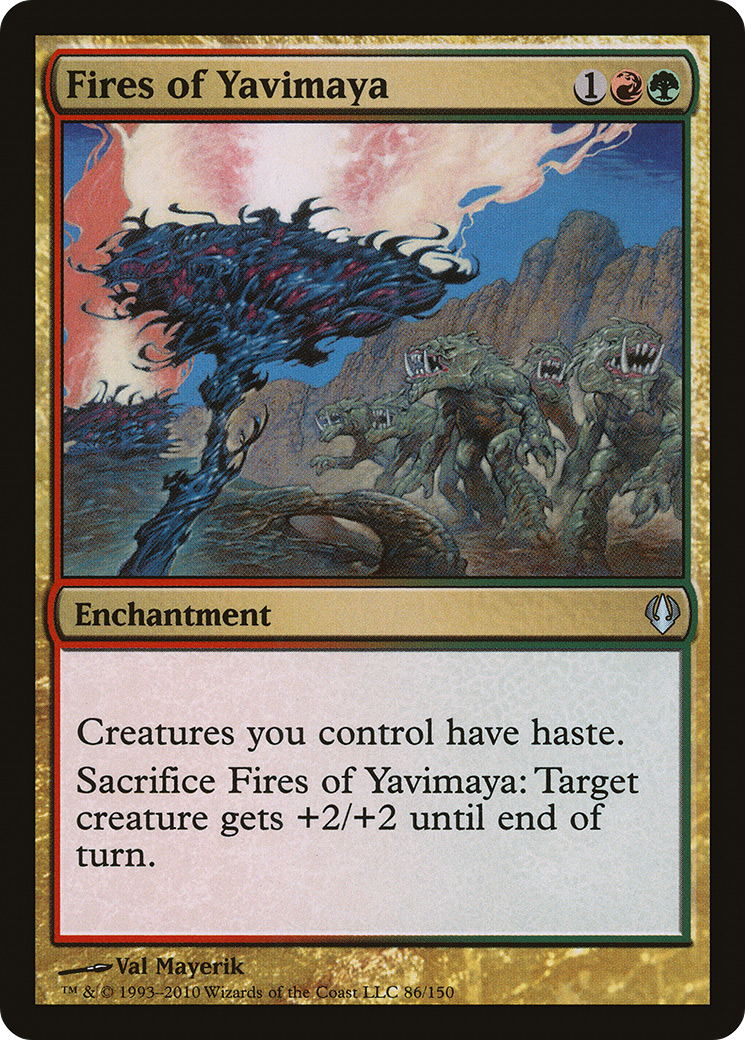 Fires of Yavimaya 1
Enchantment
Creatures you control have haste.
Sacrifice Fires of Yavimaya: Target
creature gets +2/+2 until end of
turn.
Val Mayerik
™ & © 1993–2010 Wizards of the Coast LLC 86/150